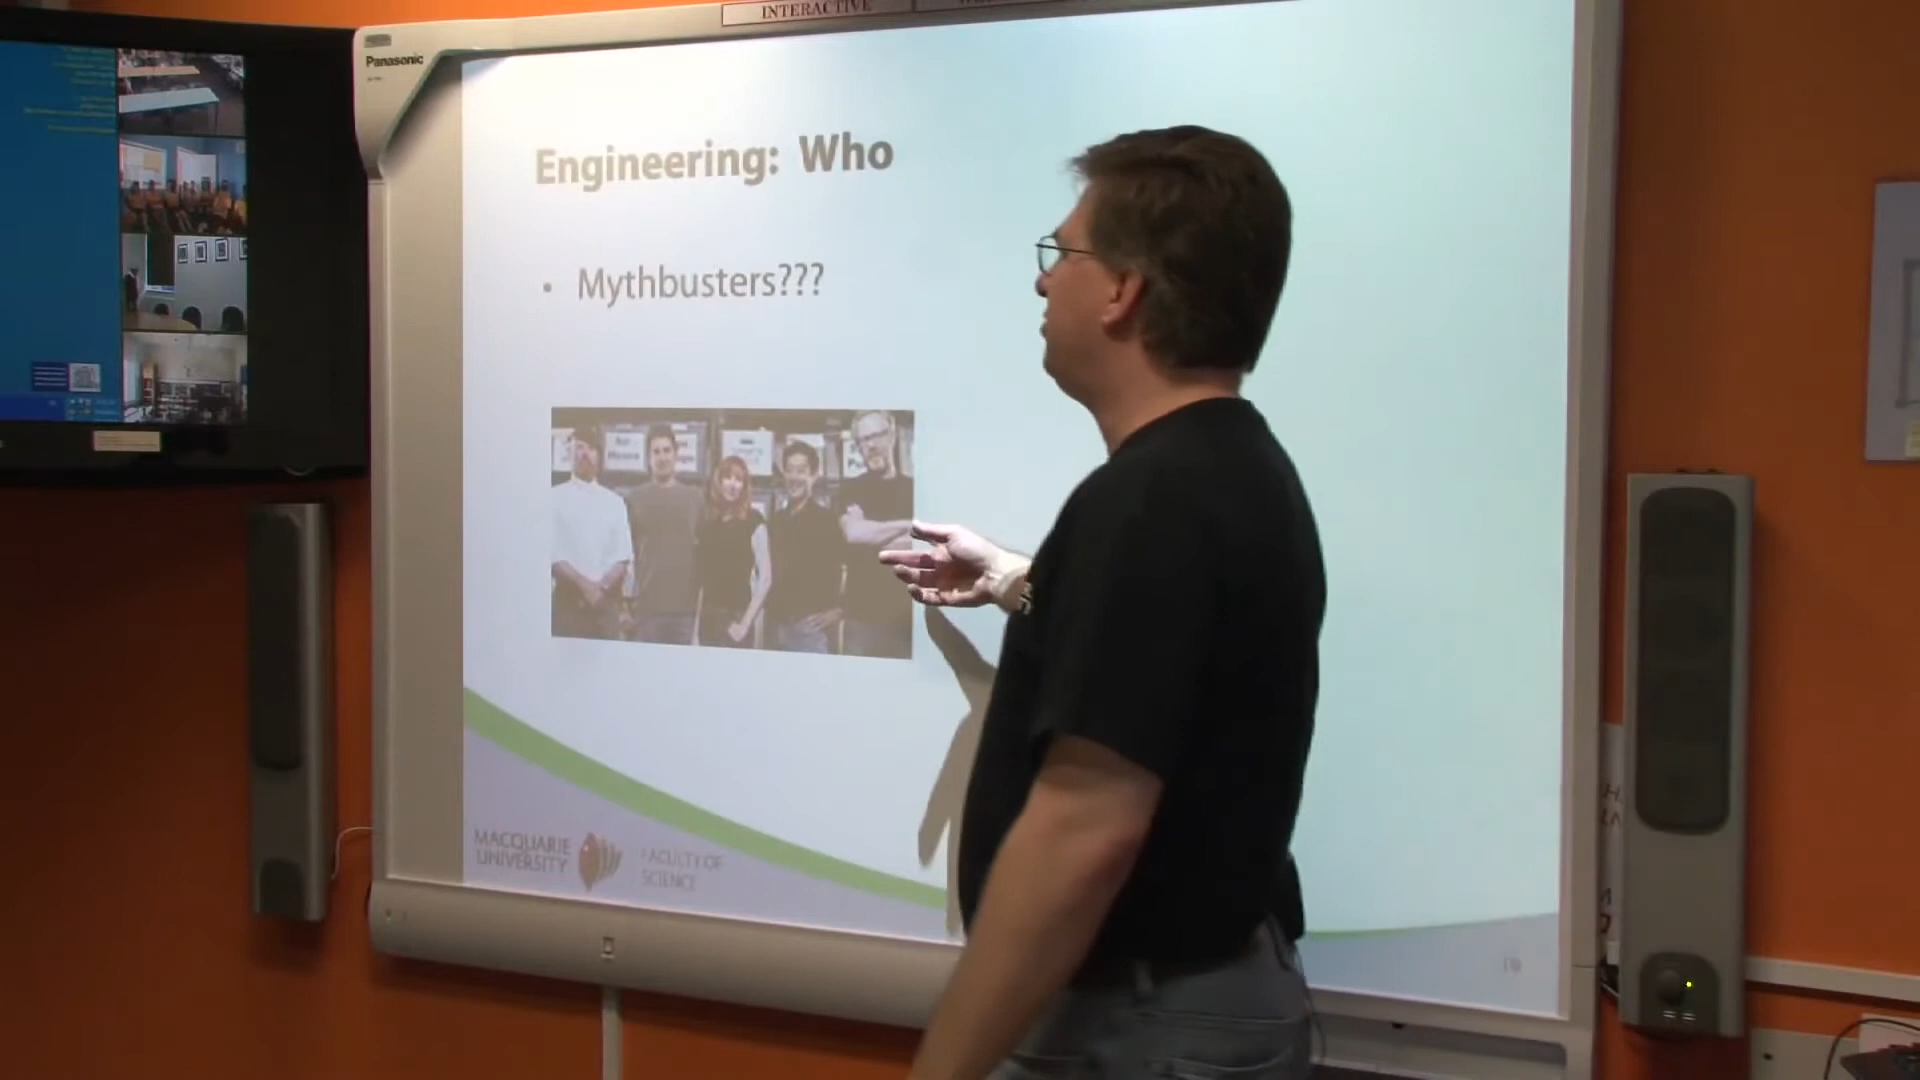 INTERACTIVE
Panasonic
Engineering: Who
• Mythbusters???
MACQUARIE
UNIVERSITY
FACULTY OF
SCIENCE